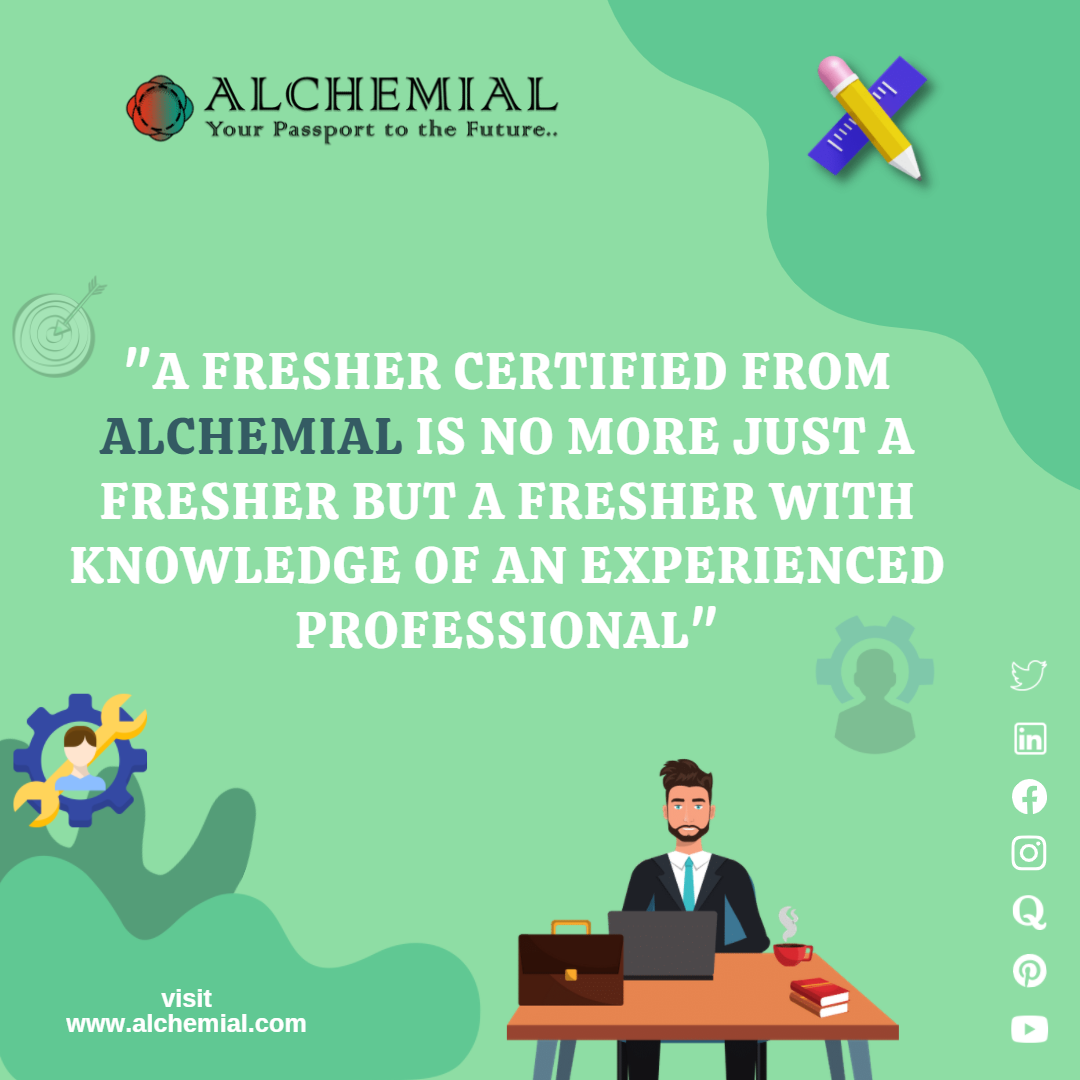 ALCHEMIAL
Your Passport to the Future..
"A FRESHER CERTIFIED FROM
ALCHEMIAL IS NO MORE JUST A
FRESHER BUT A FRESHER WITH
KNOWLEDGE OF AN EXPERIENCED
PROFESSIONAL"
visit
www.alchemial.com